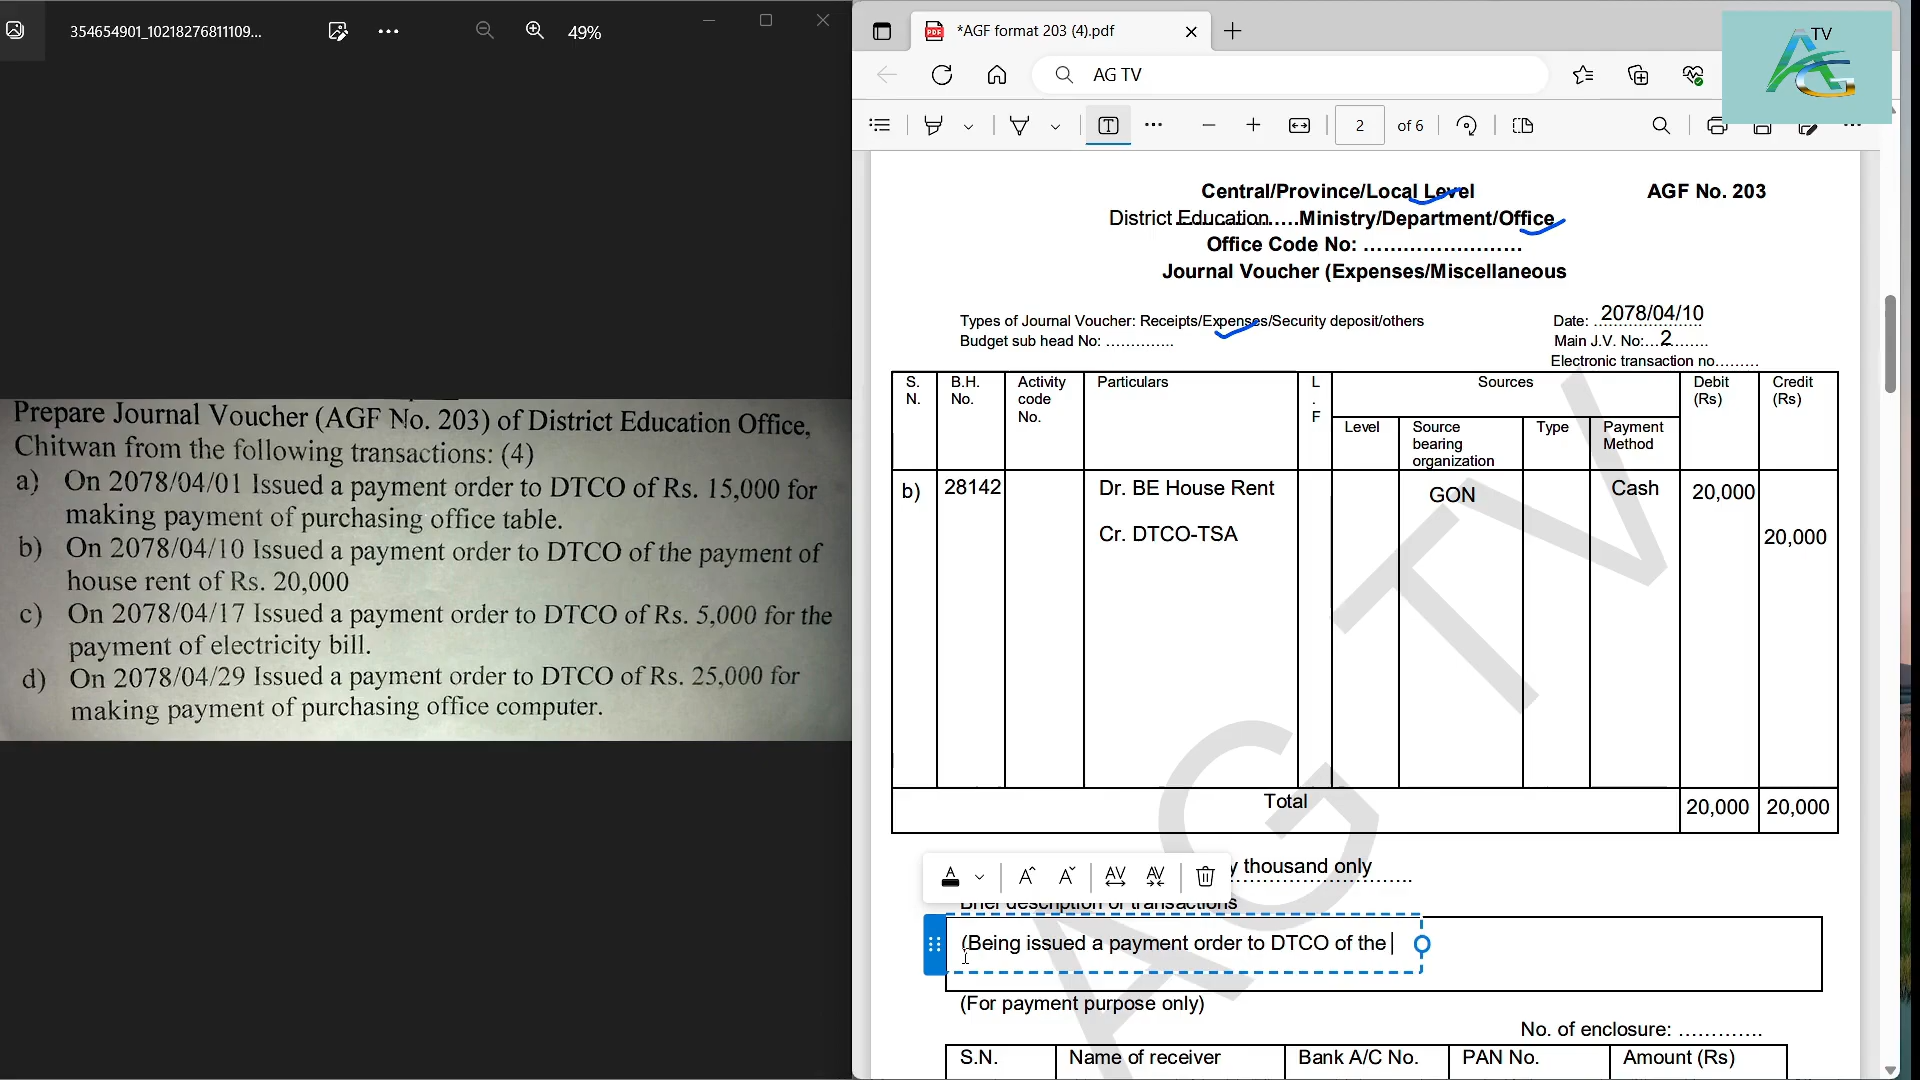 354654901_10218276811109...
49%
Prepare Journal Voucher (AGF No. 203) of District Education Office,
Chitwan from the following transactions: (4)
a) On 2078/04/01 Issued a payment order to DTCO of Rs. 15,000 for
making payment of purchasing office table.
b) On 2078/04/10 Issued a payment order to DTCO of the payment of
house rent of Rs. 20,000
c) On 2078/04/17 Issued a payment order to DTCO of Rs. 5,000 for the
payment of electricity bill.
d) On 2078/04/29 Issued a payment order to DTCO of Rs. 25,000 for
making payment of purchasing office computer.
*AGF format 203 (4).pdf
AG TV
2 of 6
TV
AG
Central/Province/Local Level AGF No. 203
District Education.....Ministry/Department/Office
Office Code No: .......................
Journal Voucher (Expenses/Miscellaneous
Types of Journal Voucher: Receipts/Expenses/Security deposit/others Date: 2078/04/10
Budget sub head No: .............. Main J.V. No:...2........
Electronic transaction no.........
S. N. B.H. No. Activity code No. Particulars L . F Sources Debit (Rs) Credit (Rs)
Level Source bearing organization Type Payment Method
b) 28142 Dr. BE House Rent GON Cash 20,000
Cr. DTCO-TSA 20,000
Total 20,000 20,000
y thousand only
Brief description of transactions
(Being issued a payment order to DTCO of the
(For payment purpose only)
No. of enclosure: .............
S.N. Name of receiver Bank A/C No. PAN No. Amount (Rs)
AG TV